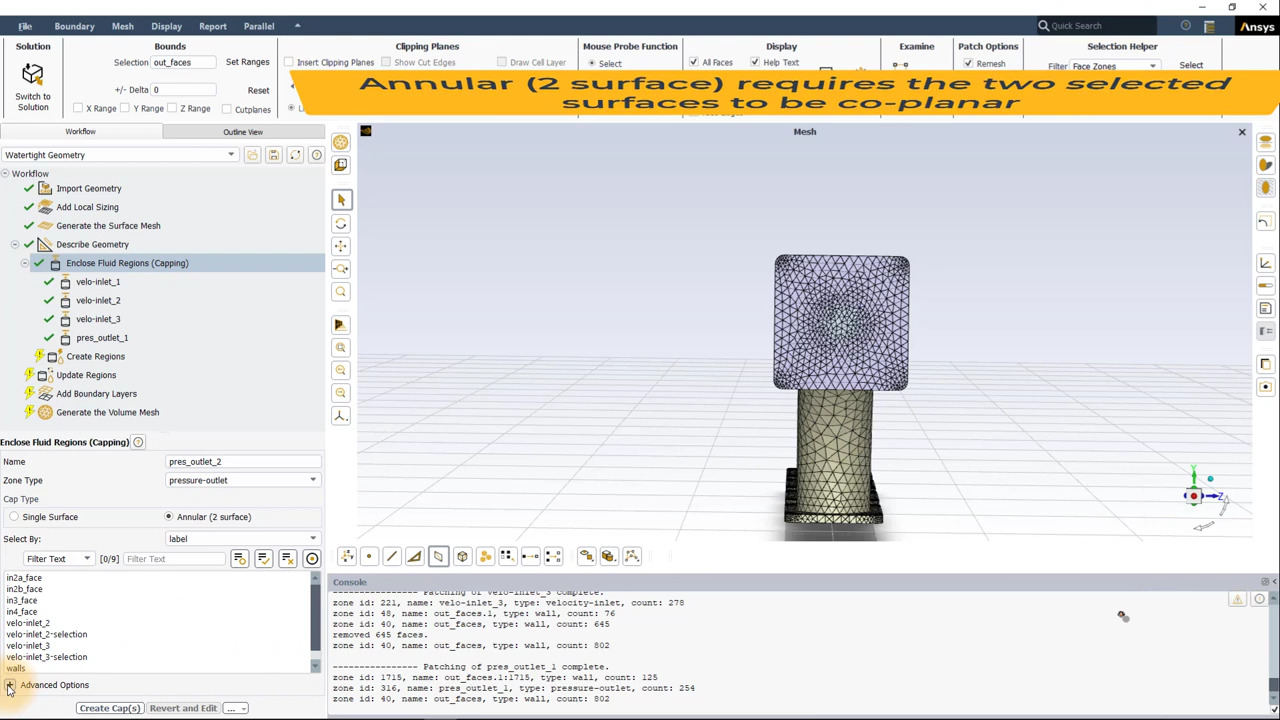 File Boundary Mesh Display Report Parallel Quick Search Ansys
Solution Bounds Clipping Planes Mouse Probe Function Display Examine Patch Options Selection Helper
Selection out_faces Set Ranges Insert Clipping Planes Show Cut Edges Draw Cell Layer Select All Faces Help Text Remesh Filter Face Zones Select
Annular (2 surface) requires the two selected
surfaces to be co-planar
+/- Delta 0 Reset
Switch to
Solution
X Range Y Range Z Range Cutplanes
Workflow Outline View Mesh
Watertight Geometry
Workflow
Import Geometry
Add Local Sizing
Generate the Surface Mesh
Describe Geometry
Enclose Fluid Regions (Capping)
velo-inlet_1
velo-inlet_2
velo-inlet_3
pres_outlet_1
Create Regions
Update Regions
Add Boundary Layers
Generate the Volume Mesh
Enclose Fluid Regions (Capping)
Name pres_outlet_2
Zone Type pressure-outlet
Cap Type
Single Surface Annular (2 surface)
Select By: label
Filter Text [0/9] Filter Text
in2a_face
in2b_face
in3_face
in4_face
velo-inlet_2
velo-inlet_2-selection
velo-inlet_3
velo-inlet_3-selection
walls
Advanced Options
Create Cap(s) Revert and Edit ...
Y
Z
Console
---------------- Patching of velo-inlet_3 complete.
zone id: 221, name: velo-inlet_3, type: velocity-inlet, count: 278
zone id: 48, name: out_faces.1, type: wall, count: 76
zone id: 40, name: out_faces, type: wall, count: 645
removed 645 faces.
zone id: 40, name: out_faces, type: wall, count: 802
---------------- Patching of pres_outlet_1 complete.
zone id: 1715, name: out_faces.1:1715, type: wall, count: 125
zone id: 316, name: pres_outlet_1, type: pressure-outlet, count: 254
zone id: 40, name: out_faces, type: wall, count: 802